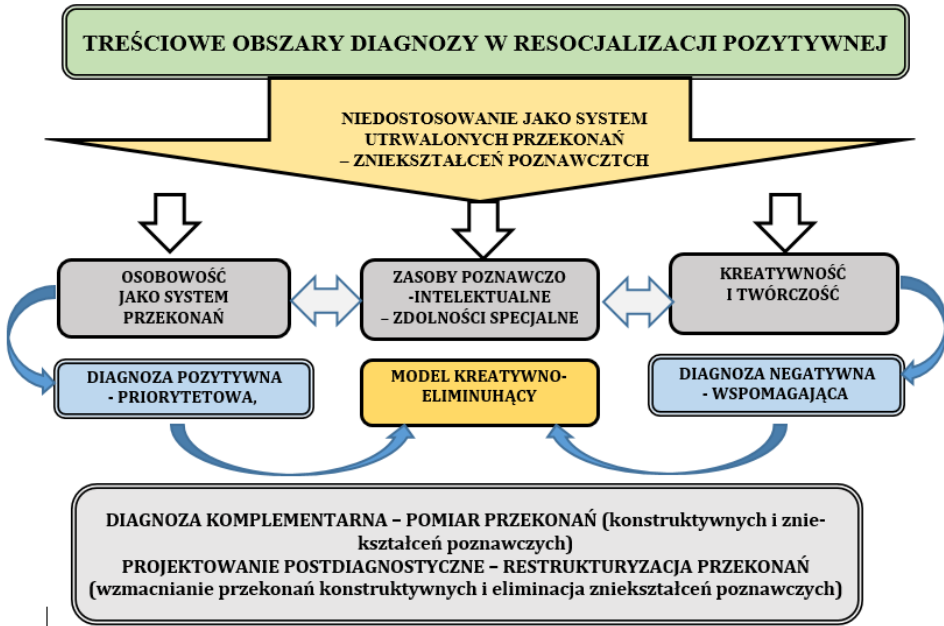 TREŚCIOWE OBSZARY DIAGNOZY W RESOCJALIZACJI POZYTYWNEJ
NIEDOSTOSOWANIE JAKO SYSTEM
UTRWALONYCH PRZEKONAŃ
– ZNIEKSZTAŁCEŃ POZNAWCZTCH
OSOBOWOŚĆ
JAKO SYSTEM
PRZEKONAŃ
ZASOBY POZNAWCZO
-INTELEKTUALNE
– ZDOLNOŚCI SPECJALNE
KREATYWNOŚĆ
I TWÓRCZOŚĆ
DIAGNOZA POZYTYWNA
- PRIORYTETOWA,
MODEL KREATYWNO-
ELIMINUHĄCY
DIAGNOZA NEGATYWNA
- WSPOMAGAJĄCA
DIAGNOZA KOMPLEMENTARNA – POMIAR PRZEKONAŃ (konstruktywnych i znie-
kształceń poznawczych)
PROJEKTOWANIE POSTDIAGNOSTYCZNE – RESTRUKTURYZACJA PRZEKONAŃ
(wzmacnianie przekonań konstruktywnych i eliminacja zniekształceń poznawczych)